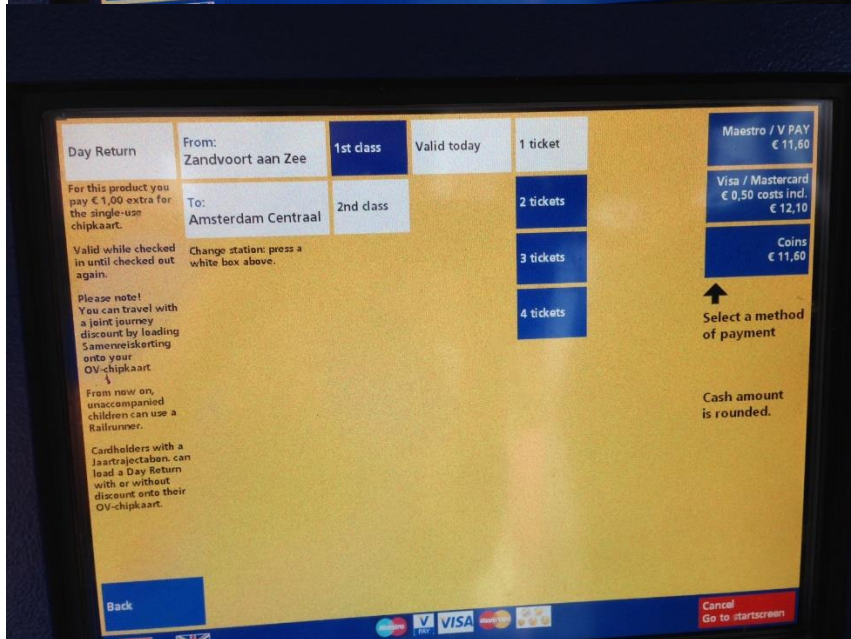 Day Return
From:
Zandvoort aan Zee
1st class
Valid today
1 ticket
Maestro / V PAY
€ 11,60
For this product you
pay € 1,00 extra for
the single-use
chipkaart.
To:
Amsterdam Centraal
2nd class
2 tickets
Visa / Mastercard
€ 0,50 costs incl.
€ 12,10
Valid while checked
in until checked out
again.
Change station: press a
white box above.
3 tickets
Coins
€ 11,60
Please note!
You can travel with
a joint journey
discount by loading
Samenreiskorting
onto your
OV-chipkaart
4 tickets
Select a method
of payment
From now on,
unaccompanied
children can use a
Railrunner.
Cash amount
is rounded.
Cardholders with a
Jaartrajectabon. can
load a Day Return
with or without
discount onto their
OV-chipkaart.
Back
Maestro
V
PAY
VISA
MasterCard
Cancel
Go to startscreen